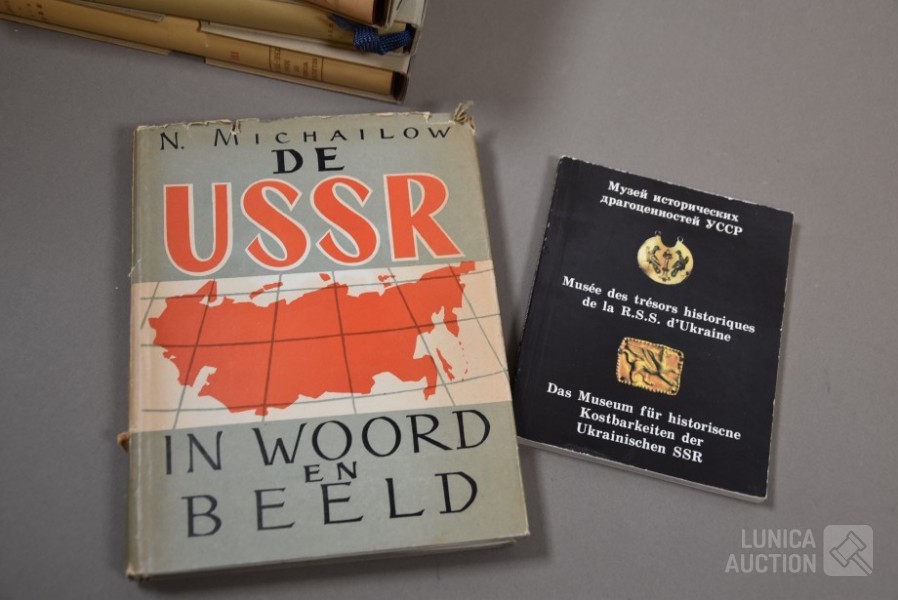 N. MICHAILOW
DE
USSR
IN WOORD
EN
BEELD
Музей исторических
драгоценностей УССР
Musée des trésors historiques
de la R.S.S. d'Ukraine
Das Museum für historische
Kostbarkeiten der
Ukrainischen SSR
LUNICA
AUCTION